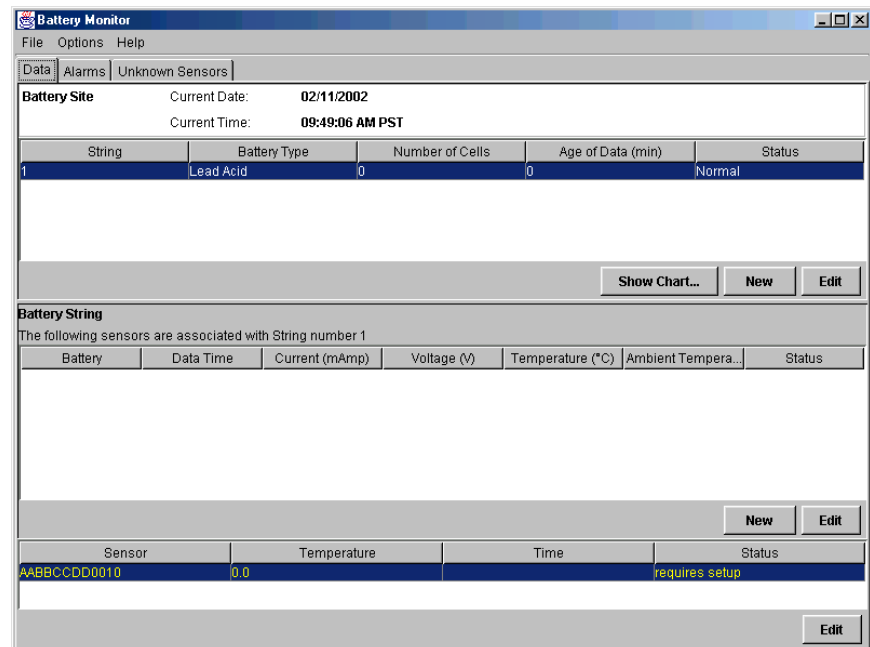 Battery Monitor
File Options Help
Data Alarms Unknown Sensors
Battery Site Current Date: 02/11/2002
Current Time: 09:49:06 AM PST
String Battery Type Number of Cells Age of Data (min) Status
1 Lead Acid 0 0 Normal
Show Chart... New Edit
Battery String
The following sensors are associated with String number 1
Battery Data Time Current (mAmp) Voltage (V) Temperature (°C) Ambient Tempera... Status
New Edit
Sensor Temperature Time Status
AABBCCDD0010 0.0 requires setup
Edit